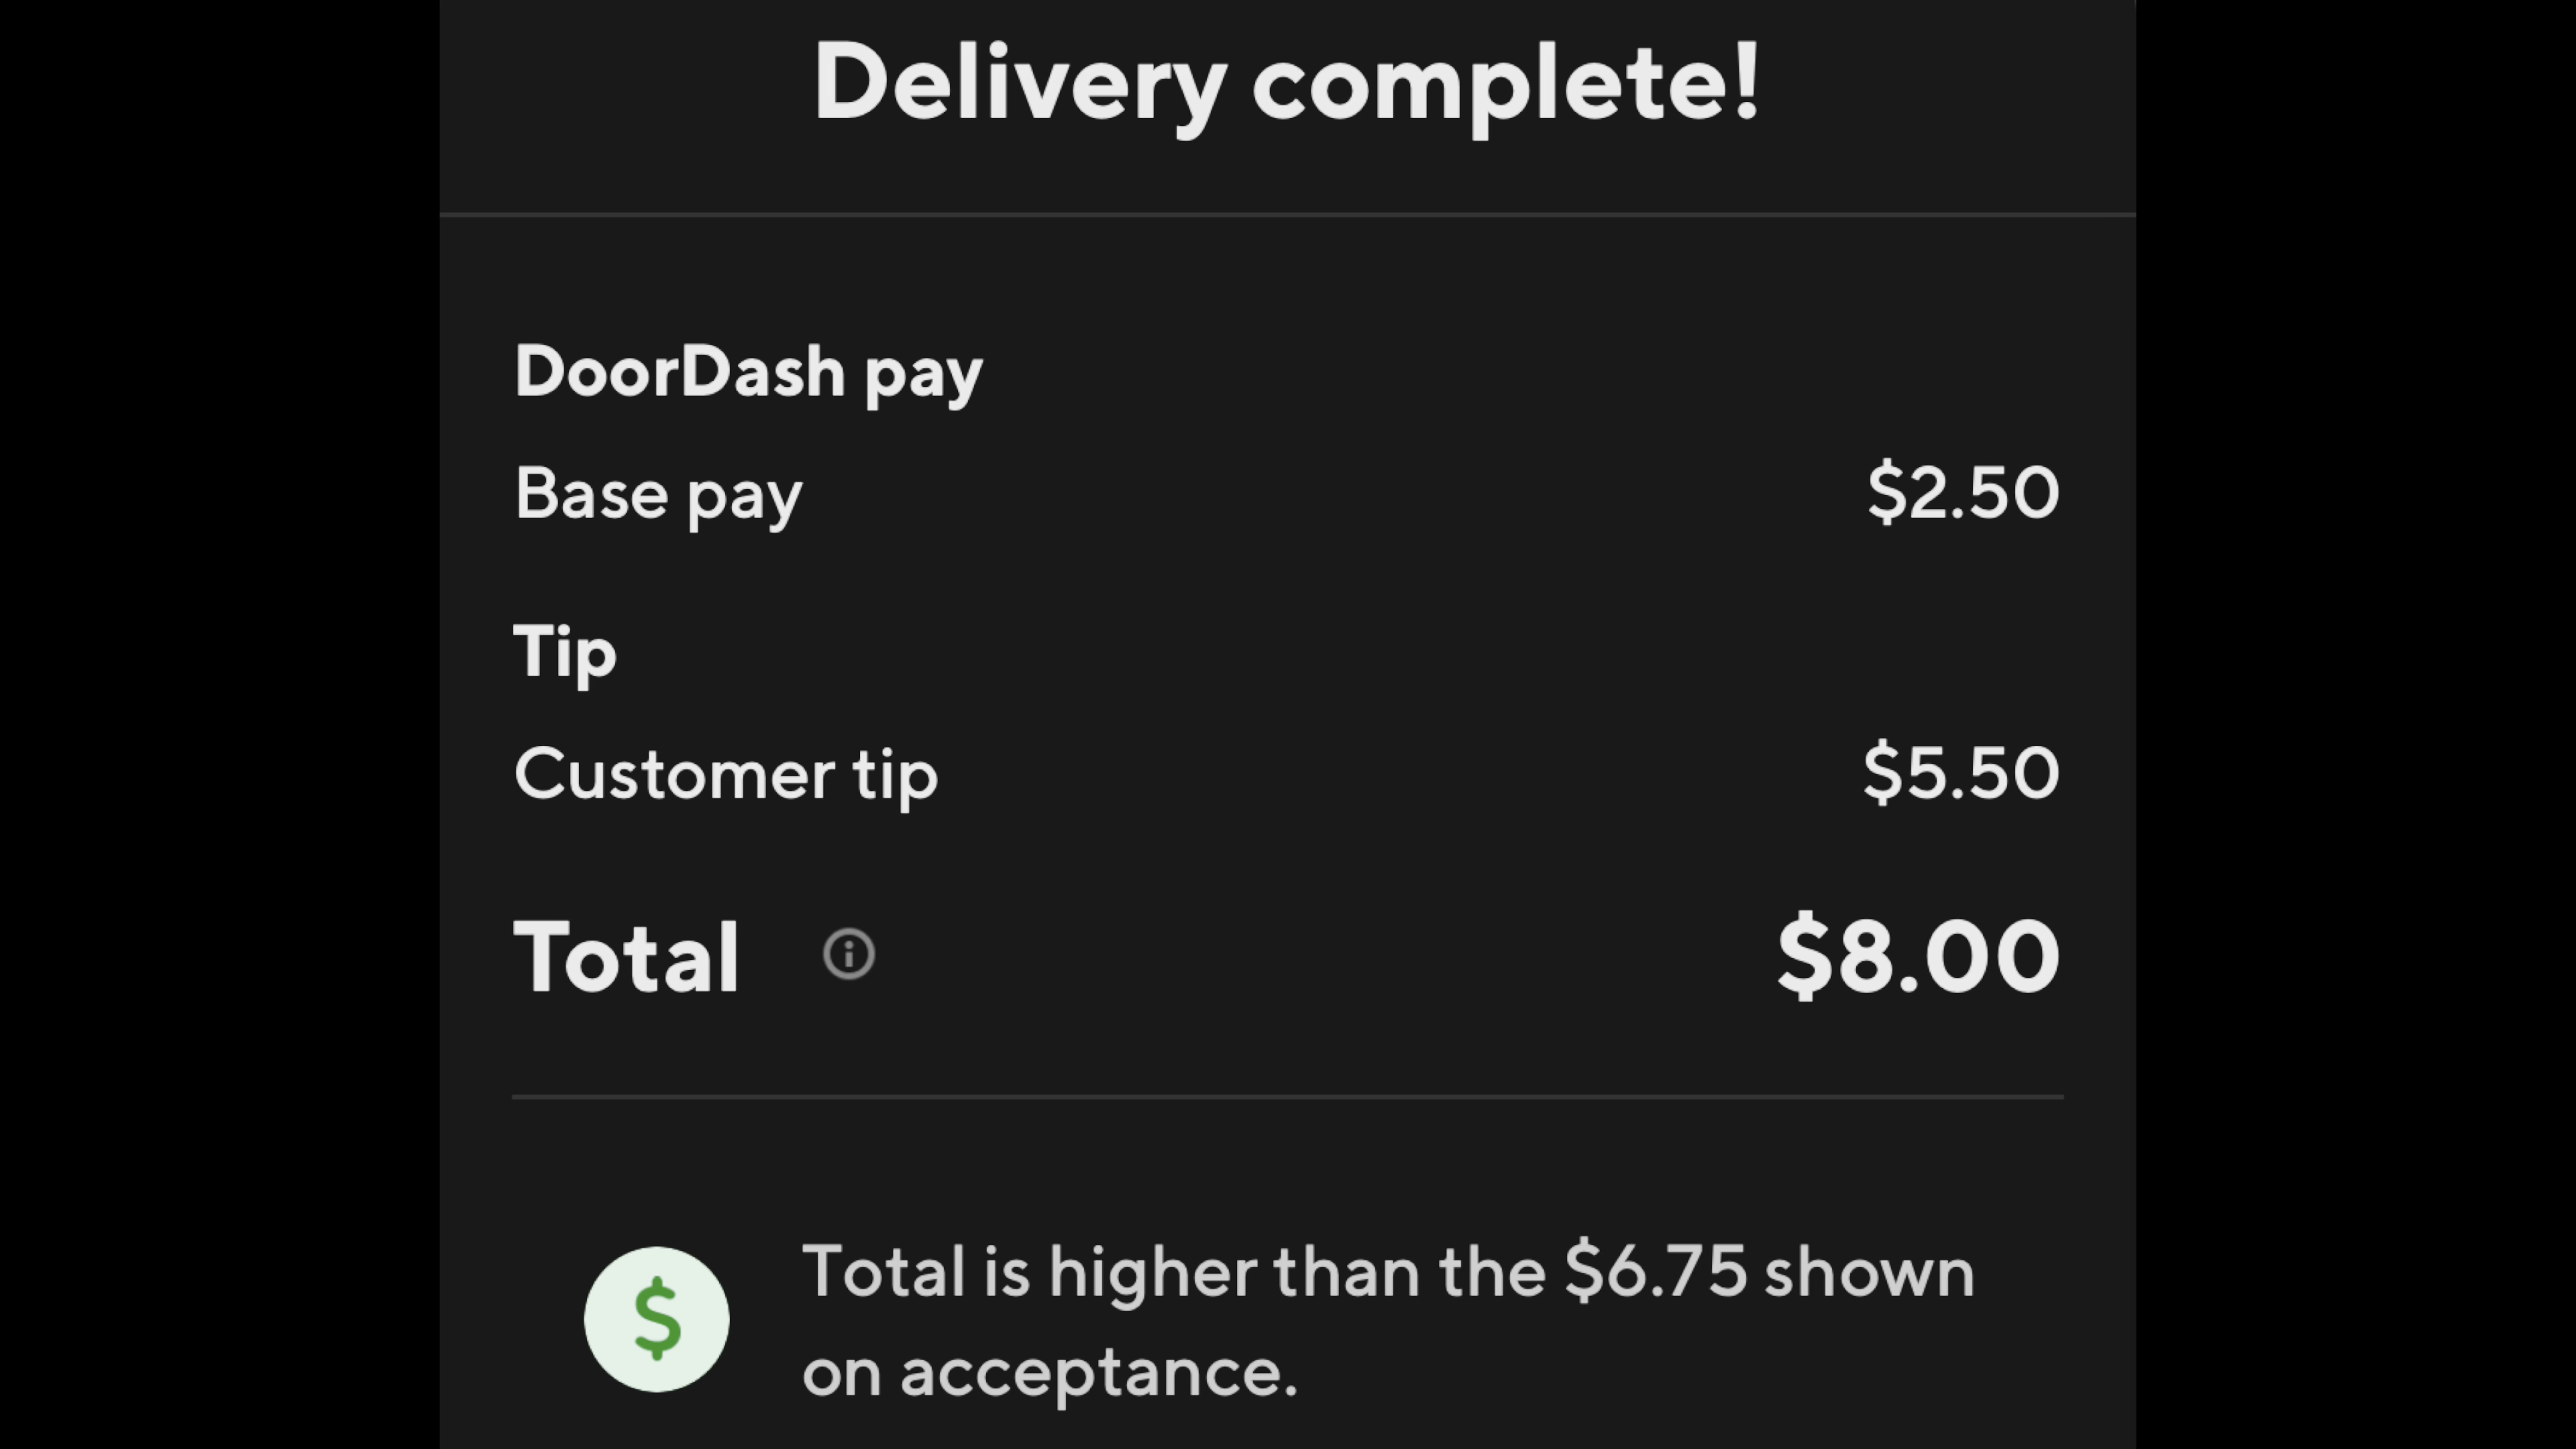 Delivery complete!
DoorDash pay
Base pay $2.50
Tip
Customer tip $5.50
Total $8.00
$
Total is higher than the $6.75 shown
on acceptance.